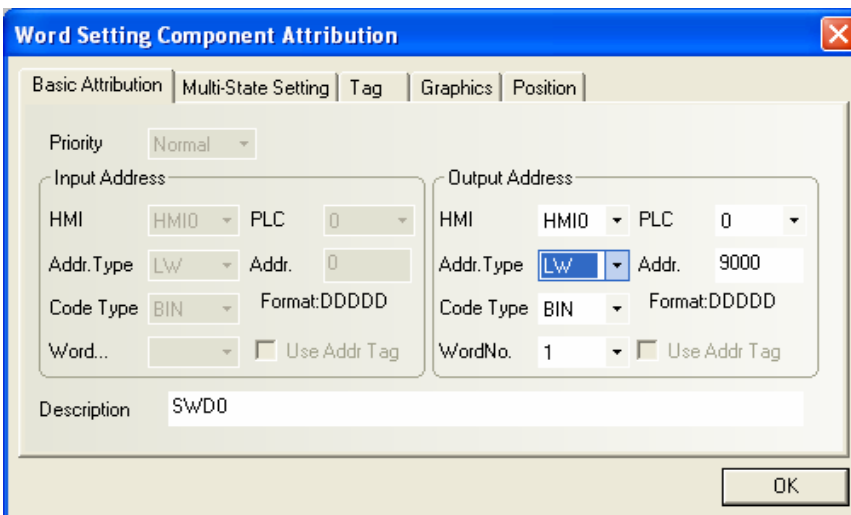 Word Setting Component Attribution
Basic Attribution Multi-State Setting Tag Graphics Position
Priority Normal
Input Address
HMI HMI0 PLC 0
Addr.Type LW Addr. 0
Code Type BIN Format:DDDDD
Word... Use Addr Tag
Output Address
HMI HMI0 PLC 0
Addr.Type LW Addr. 9000
Code Type BIN Format:DDDDD
WordNo. 1 Use Addr Tag
Description SWD0
OK